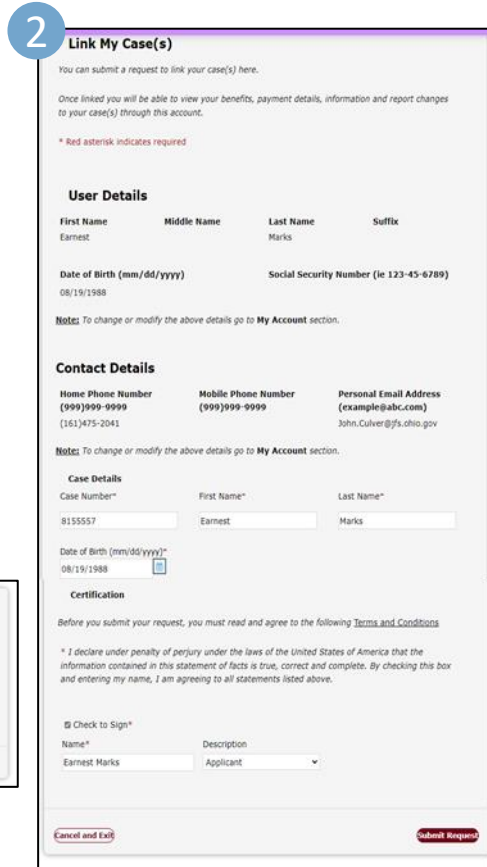 2
Link My Case(s)
You can submit a request to link your case(s) here.
Once linked you will be able to view your benefits, payment details, information and report changes
to your case(s) through this account.
* Red asterisk indicates required
User Details
First Name Middle Name Last Name Suffix
Earnest Marks
Date of Birth (mm/dd/yyyy) Social Security Number (ie 123-45-6789)
08/19/1988
Note: To change or modify the above details go to My Account section.
Contact Details
Home Phone Number Mobile Phone Number Personal Email Address
(999)999-9999 (999)999-9999 (example@abc.com)
(161)475-2041 John.Culver@jfs.ohio.gov
Note: To change or modify the above details go to My Account section.
Case Details
Case Number* First Name* Last Name*
8155557 Earnest Marks
Date of Birth (mm/dd/yyyy)*
08/19/1988
Certification
Before you submit your request, you must read and agree to the following Terms and Conditions
* I declare under penalty of perjury under the laws of the United States of America that the
information contained in this statement of facts is true, correct and complete. By checking this box
and entering my name, I am agreeing to all statements listed above.
Check to Sign*
Name* Description
Earnest Marks Applicant
Cancel and Exit Submit Request